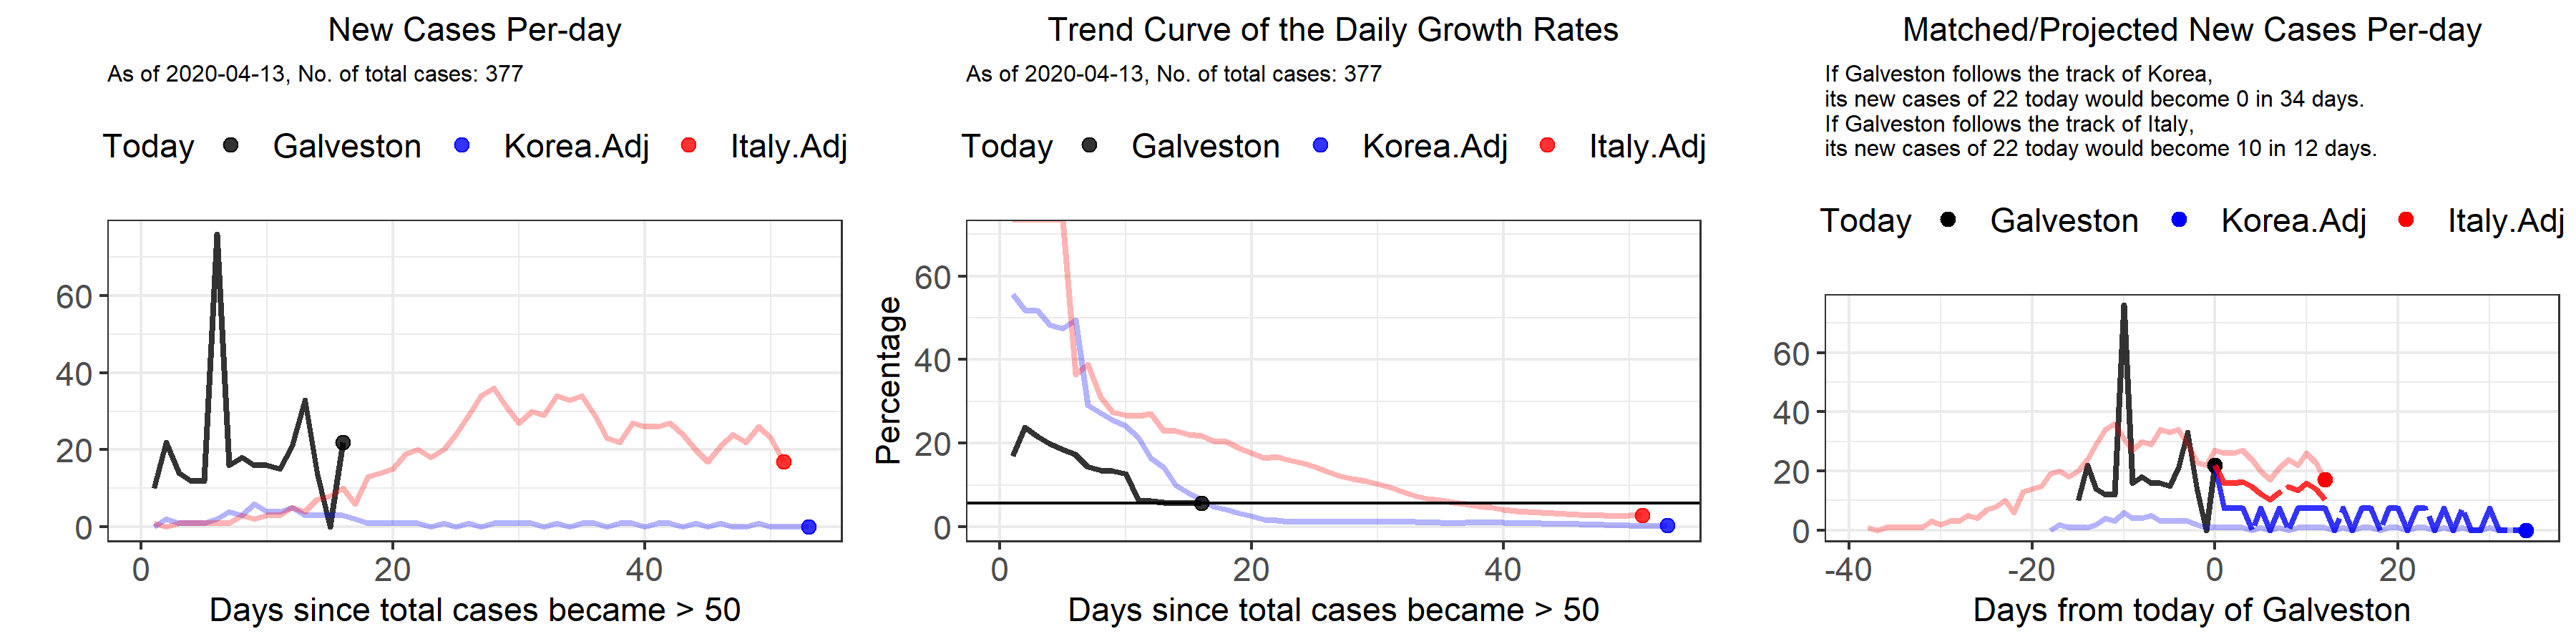 New Cases Per-day
As of 2020-04-13, No. of total cases: 377
Today Galveston Korea.Adj Italy.Adj
60
40
20
0
0 20 40
Days since total cases became > 50
Trend Curve of the Daily Growth Rates
As of 2020-04-13, No. of total cases: 377
Today Galveston Korea.Adj Italy.Adj
Percentage
60
40
20
0
0 20 40
Days since total cases became > 50
Matched/Projected New Cases Per-day
If Galveston follows the track of Korea,
its new cases of 22 today would become 0 in 34 days.
If Galveston follows the track of Italy,
its new cases of 22 today would become 10 in 12 days.
Today Galveston Korea.Adj Italy.Adj
60
40
20
0
-40 -20 0 20
Days from today of Galveston